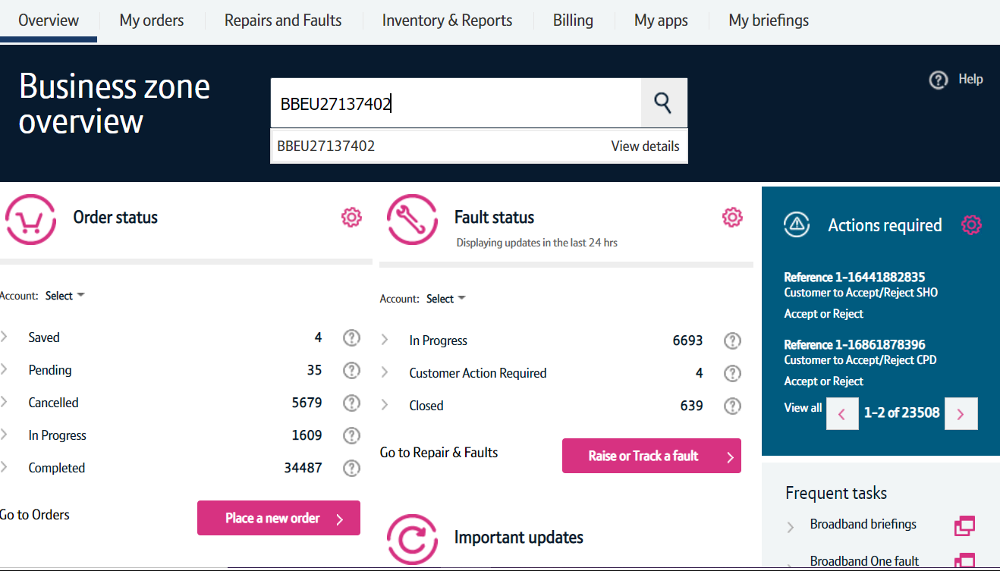 Overview My orders Repairs and Faults Inventory & Reports Billing My apps My briefings
Business zone
overview
BBEU27137402
BBEU27137402 View details
Help
Order status
Account: Select
Saved 4
Pending 35
Cancelled 5679
In Progress 1609
Completed 34487
Go to Orders Place a new order
Fault status
Displaying updates in the last 24 hrs
Account: Select
In Progress 6693
Customer Action Required 4
Closed 639
Go to Repair & Faults Raise or Track a fault
Important updates
Actions required
Reference 1-16441882835
Customer to Accept/Reject SHO
Accept or Reject
Reference 1-16861878396
Customer to Accept/Reject CPD
Accept or Reject
View all 1-2 of 23508
Frequent tasks
Broadband briefings
Broadband One fault